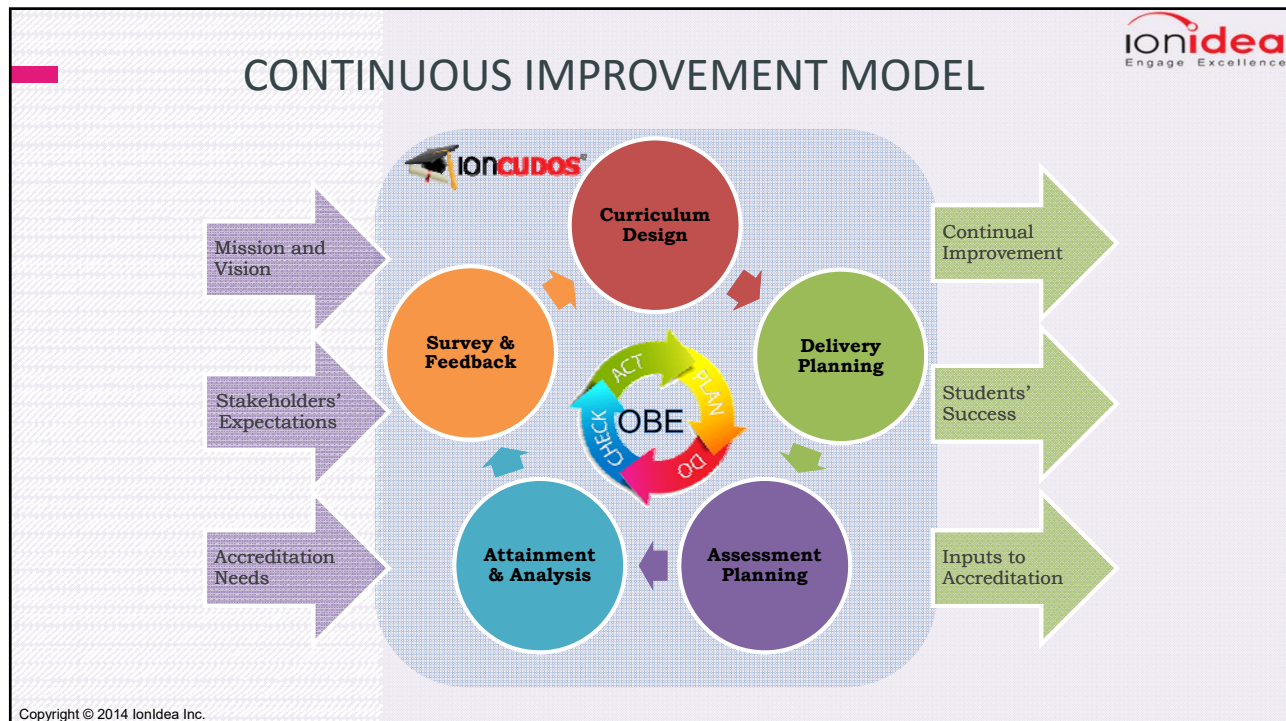 ionidea
Engage Excellence
CONTINUOUS IMPROVEMENT MODEL
IONCUDOS®
Curriculum
Design
Mission and
Vision
Continual
Improvement
Survey &
Feedback
Delivery
Planning
Stakeholders’
Expectations
ACT
PLAN
DO
CHECK
OBE
Students’
Success
Accreditation
Needs
Attainment
& Analysis
Assessment
Planning
Inputs to
Accreditation
Copyright © 2014 IonIdea Inc.